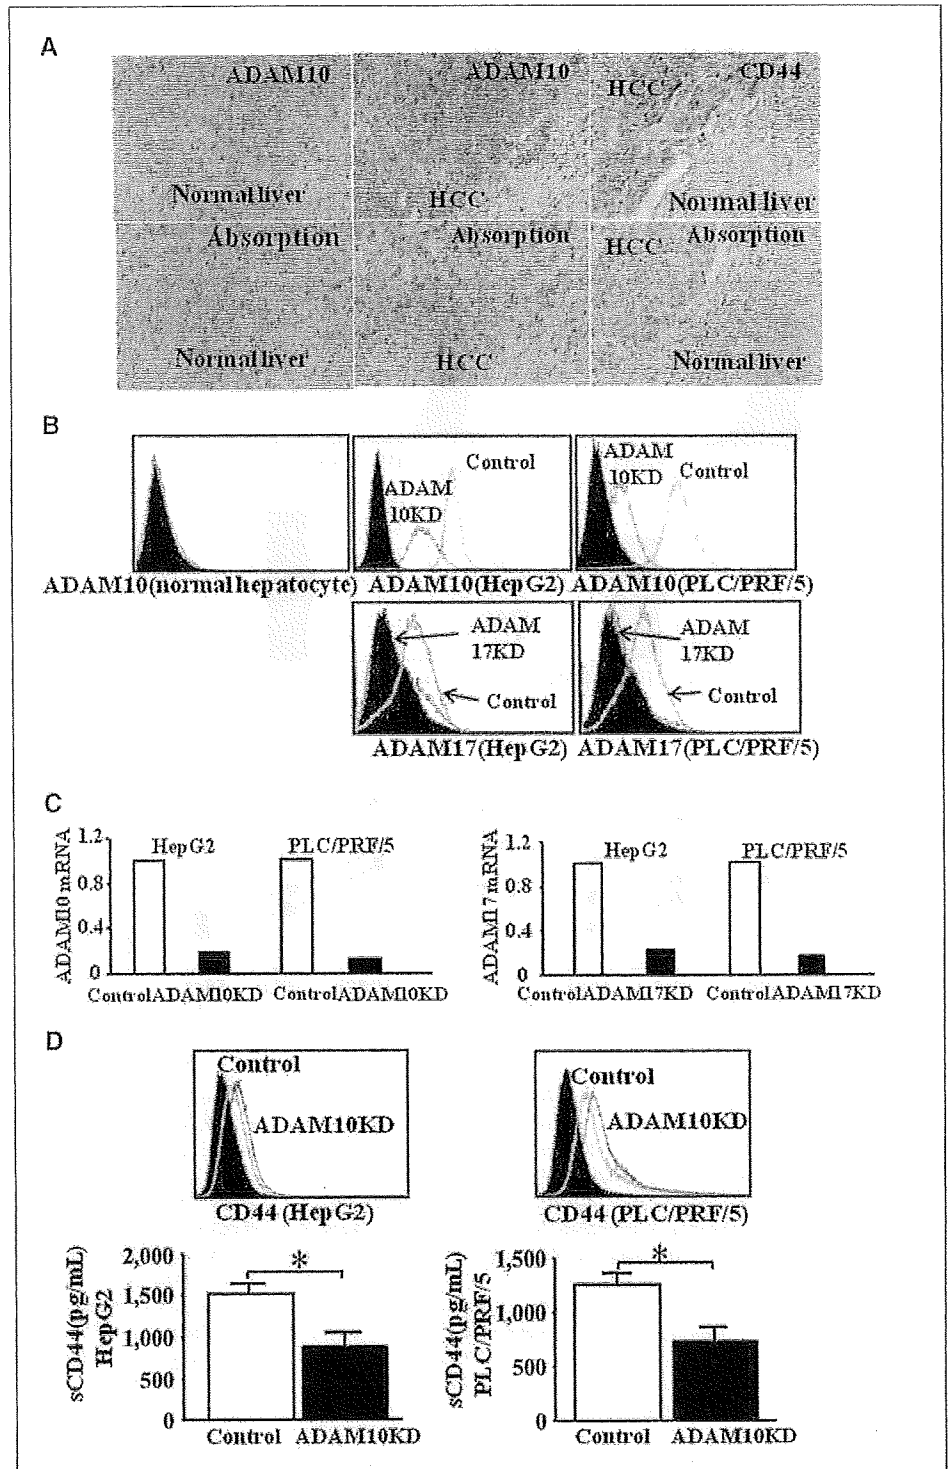 A
ADAM10 ADAM10 HCC CD44
Normal liver HCC Normal liver
Absorption Absorption HCC Absorption
Normal liver HCC Normal liver
B
ADAM 10KD Control ADAM 10KD Control
ADAM10(normal hepatocyte) ADAM10(HepG2) ADAM10(PLC/PRF/5)
ADAM 17KD Control ADAM 17KD Control
ADAM17(HepG2) ADAM17(PLC/PRF/5)
C
ADAM10 mRNA
1.2
0.8
0.4
0
HepG2 PLC/PRF/5
Control ADAM10KD Control ADAM10KD
ADAM17 mRNA
1.2
0.8
0.4
0
HepG2 PLC/PRF/5
Control ADAM17KD Control ADAM17KD
D
Control
ADAM10KD
CD44 (HepG2)
Control
ADAM10KD
CD44 (PLC/PRF/5)
sCD44(pg/mL)
HepG2
2,000
1,500
1,000
500
0
*
Control ADAM10KD
sCD44(pg/mL)
PLC/PRF/5
1,500
1,000
500
0
*
Control ADAM10KD